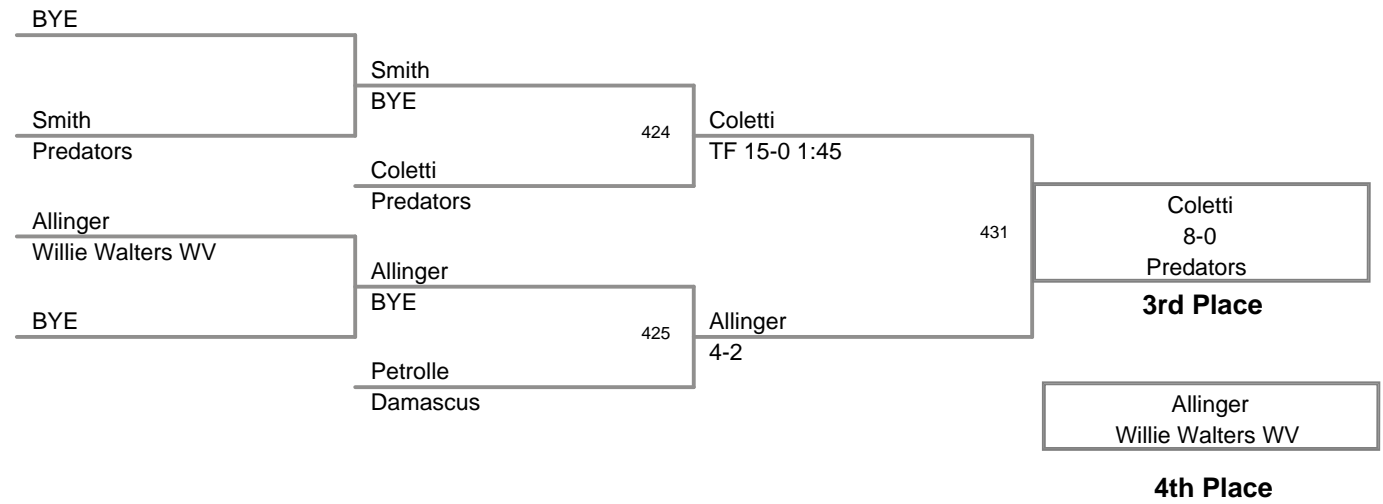 BYE
Smith
BYE
Smith
Predators
424
Coletti
TF 15-0 1:45
Coletti
Predators
Allinger
Willie Walters WV
431
Coletti
8-0
Predators
3rd Place
Allinger
BYE
BYE
425
Allinger
4-2
Petrolle
Damascus
Allinger
Willie Walters WV
4th Place